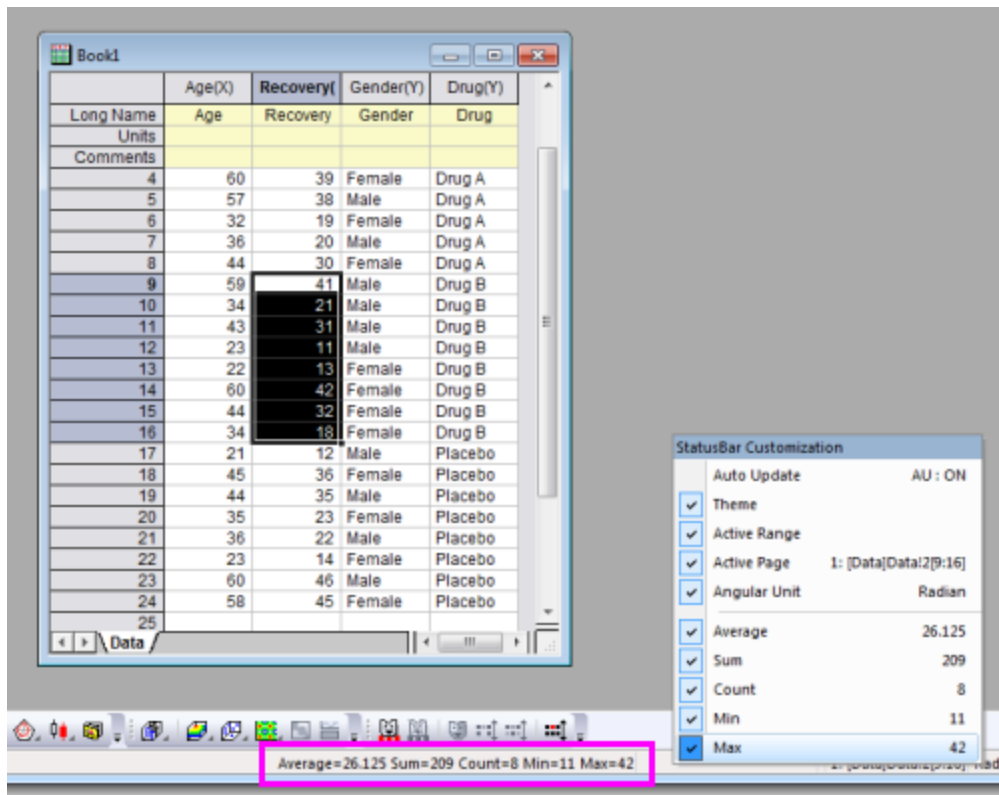 Book1
Age(X) Recovery( Gender(Y) Drug(Y)
Long Name Age Recovery Gender Drug
Units
Comments
4 60 39 Female Drug A
5 57 38 Male Drug A
6 32 19 Female Drug A
7 36 20 Male Drug A
8 44 30 Female Drug A
9 59 41 Male Drug B
10 34 21 Male Drug B
11 43 31 Male Drug B
12 23 11 Male Drug B
13 22 13 Female Drug B
14 60 42 Female Drug B
15 44 32 Female Drug B
16 34 18 Female Drug B
17 21 12 Male Placebo
18 45 36 Female Placebo
19 44 35 Male Placebo
20 35 23 Female Placebo
21 36 22 Male Placebo
22 23 14 Female Placebo
23 60 46 Male Placebo
24 58 45 Female Placebo
25
Data
StatusBar Customization
Auto Update AU : ON
Theme
Active Range
Active Page 1: [Data]Data!2[9:16]
Angular Unit Radian
Average 26.125
Sum 209
Count 8
Min 11
Max 42
Average=26.125 Sum=209 Count=8 Min=11 Max=42